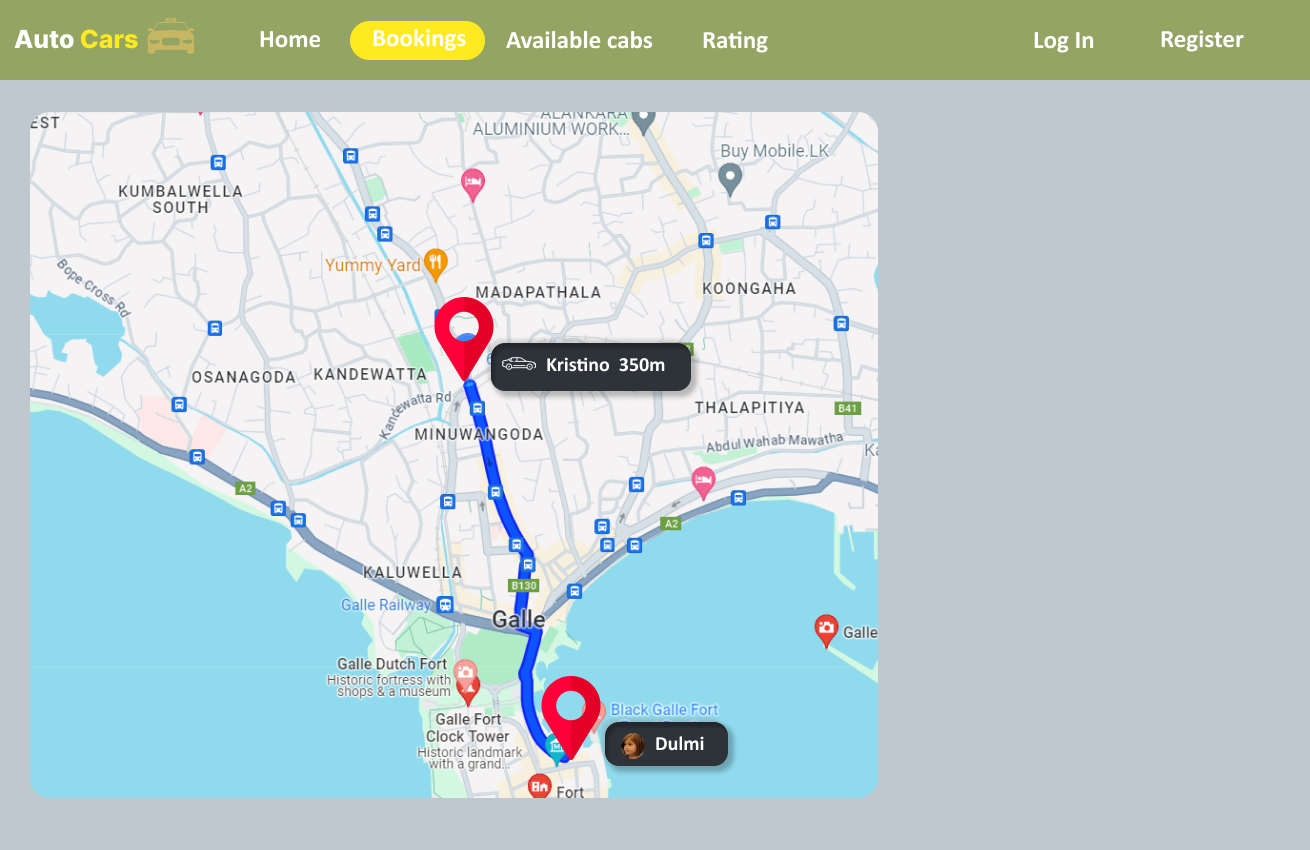 Auto Cars
Home
Bookings
Available cabs
Rating
Log In
Register
EST
ALANKARA
ALUMINIUM WORK...
Buy Mobile.LK
KUMBALWELLA
SOUTH
Yummy Yard
Bope Cross Rd
MADAPATHALA
KOONGAHA
Kristino 350m
OSANAGODA
KANDEWATTA
Kandewatta Rd
THALAPITIYA
B41
MINUWANGODA
Abdul Wahab Mawatha
A2
A2
KALUWELLA
B130
Galle Railway
Galle
Galle
Galle Dutch Fort
Historic fortress with
shops & a museum
Black Galle Fort
Galle Fort
Clock Tower
Historic landmark
with a grand...
Dulmi
Fort